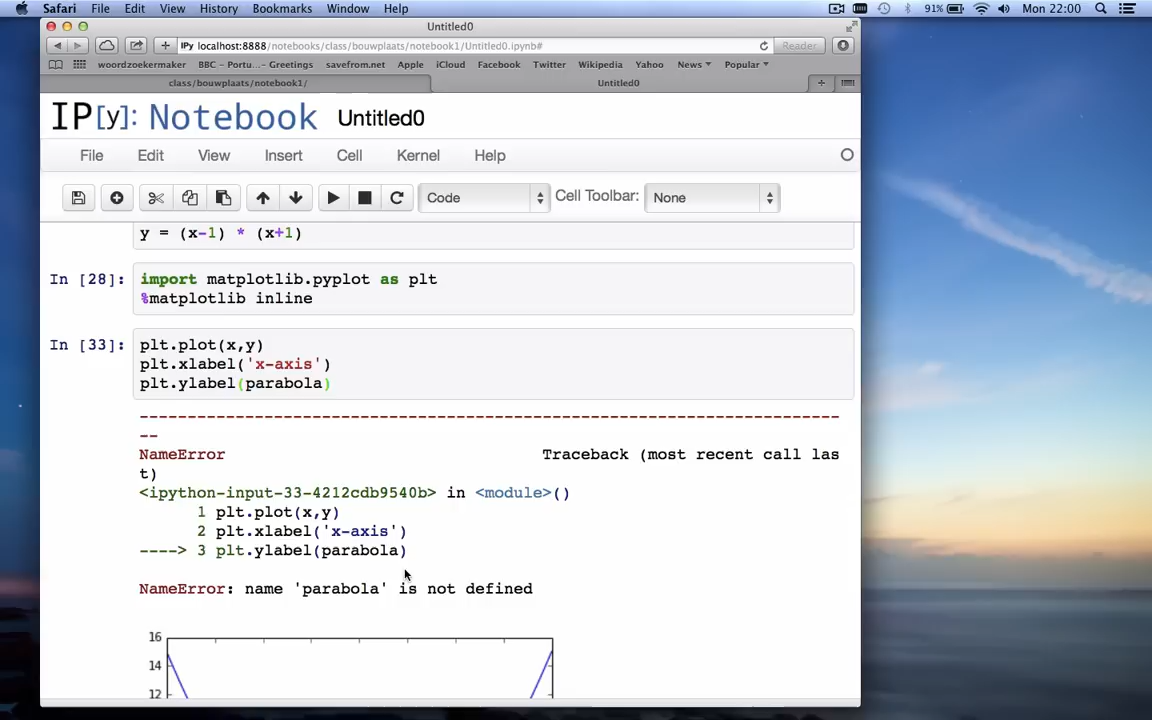 Safari File Edit View History Bookmarks Window Help 91% Mon 22:00
Untitled0
IPy localhost:8888/notebooks/class/bouwplaats/notebook1/Untitled0.ipynb# Reader
woordzoekermaker BBC – Portu...– Greetings savefrom.net Apple iCloud Facebook Twitter Wikipedia Yahoo News Popular
class/bouwplaats/notebook1/ Untitled0
IP[y]: Notebook Untitled0
File Edit View Insert Cell Kernel Help
Code Cell Toolbar: None
y = (x-1) * (x+1)
In [28]: import matplotlib.pyplot as plt
%matplotlib inline
In [33]: plt.plot(x,y)
plt.xlabel('x-axis')
plt.ylabel(parabola)
-------------------------------------------------------------------------
--
NameError Traceback (most recent call las
t)
<ipython-input-33-4212cdb9540b> in <module>()
1 plt.plot(x,y)
2 plt.xlabel('x-axis')
----> 3 plt.ylabel(parabola)
NameError: name 'parabola' is not defined
16
14
12